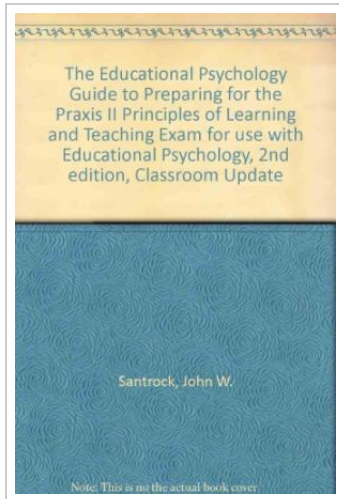 The Educational Psychology
Guide to Preparing for the
Praxis II Principles of Learning
and Teaching Exam for use with
Educational Psychology, 2nd
edition, Classroom Update
Santrock, John W.
Note: This is no the actual book cover